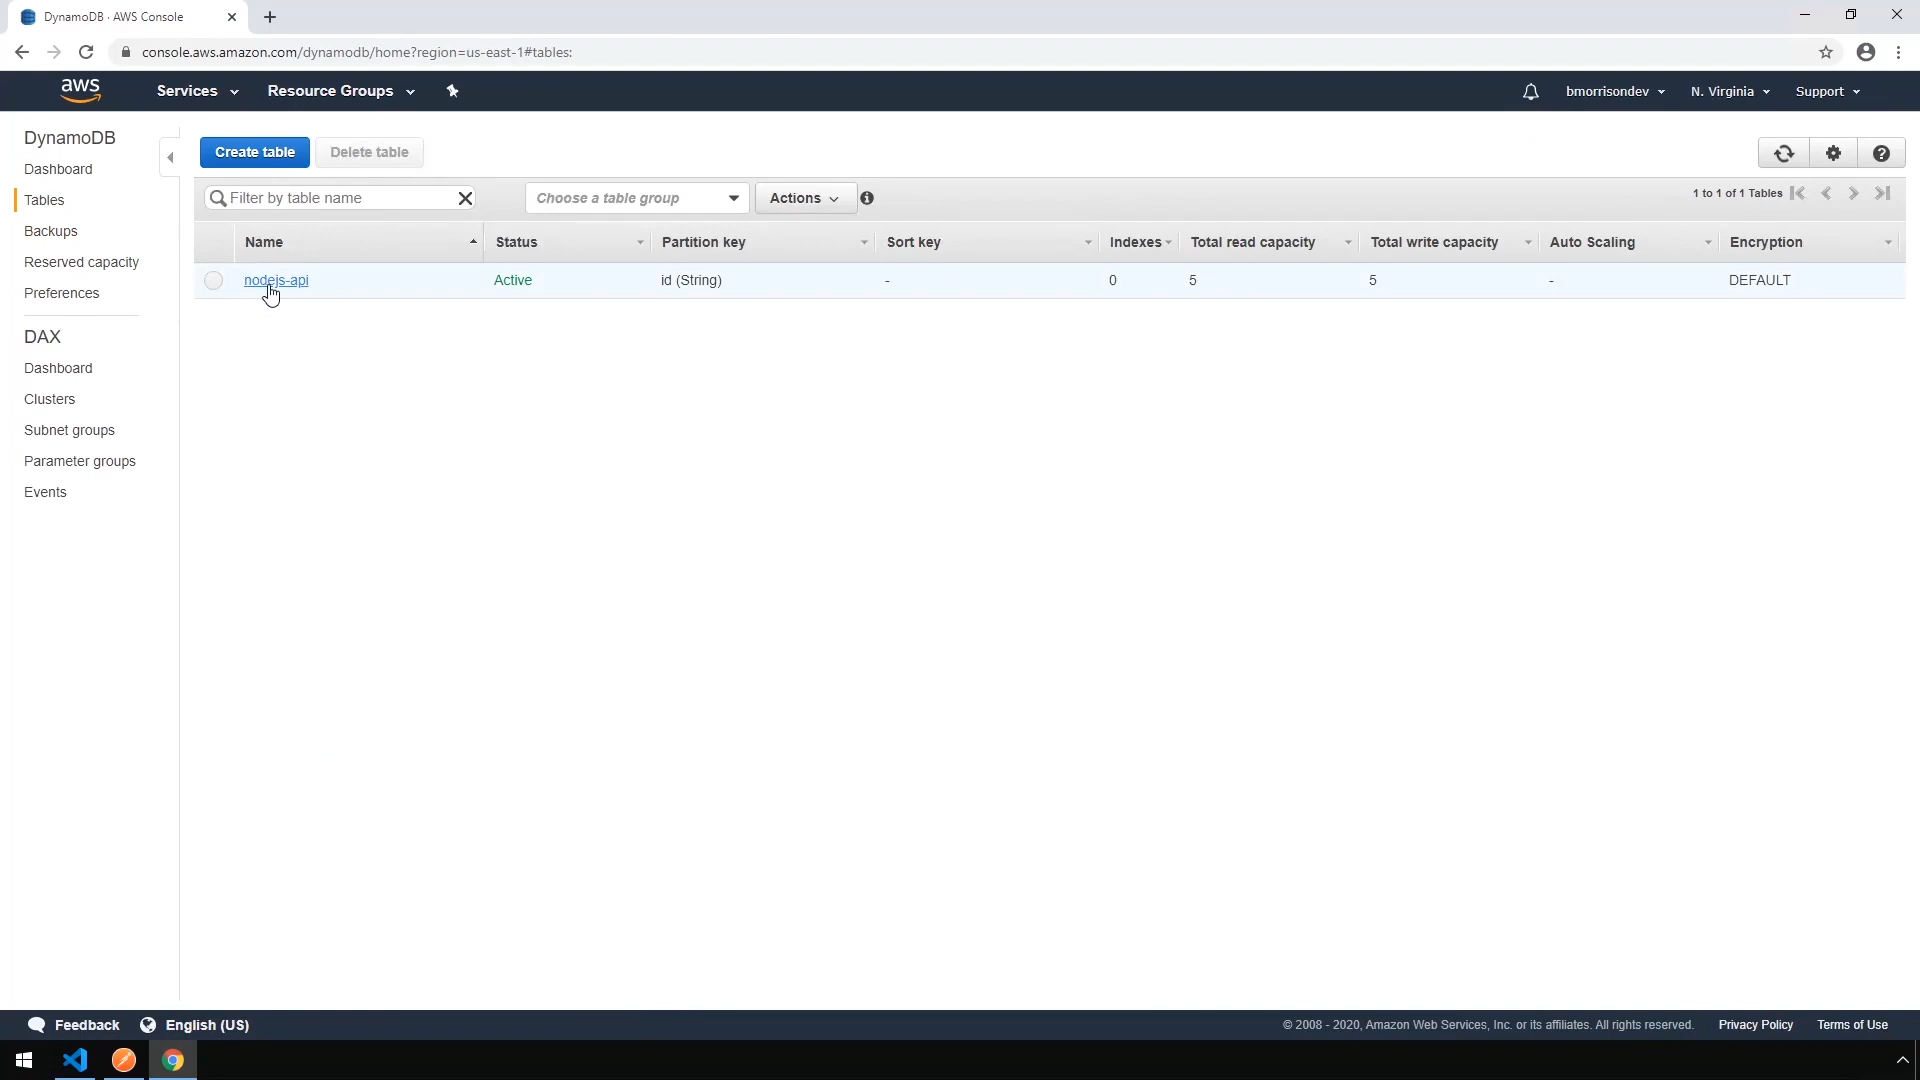 DynamoDB · AWS Console
console.aws.amazon.com/dynamodb/home?region=us-east-1#tables:
aws
Services
Resource Groups
bmorrisondev
N. Virginia
Support
DynamoDB
Dashboard
Tables
Backups
Reserved capacity
Preferences
DAX
Dashboard
Clusters
Subnet groups
Parameter groups
Events
Create table
Delete table
Filter by table name
Choose a table group
Actions
1 to 1 of 1 Tables
Name Status Partition key Sort key Indexes Total read capacity Total write capacity Auto Scaling Encryption
nodejs-api Active id (String) - 0 5 5 - DEFAULT
Feedback
English (US)
© 2008 - 2020, Amazon Web Services, Inc. or its affiliates. All rights reserved.
Privacy Policy
Terms of Use